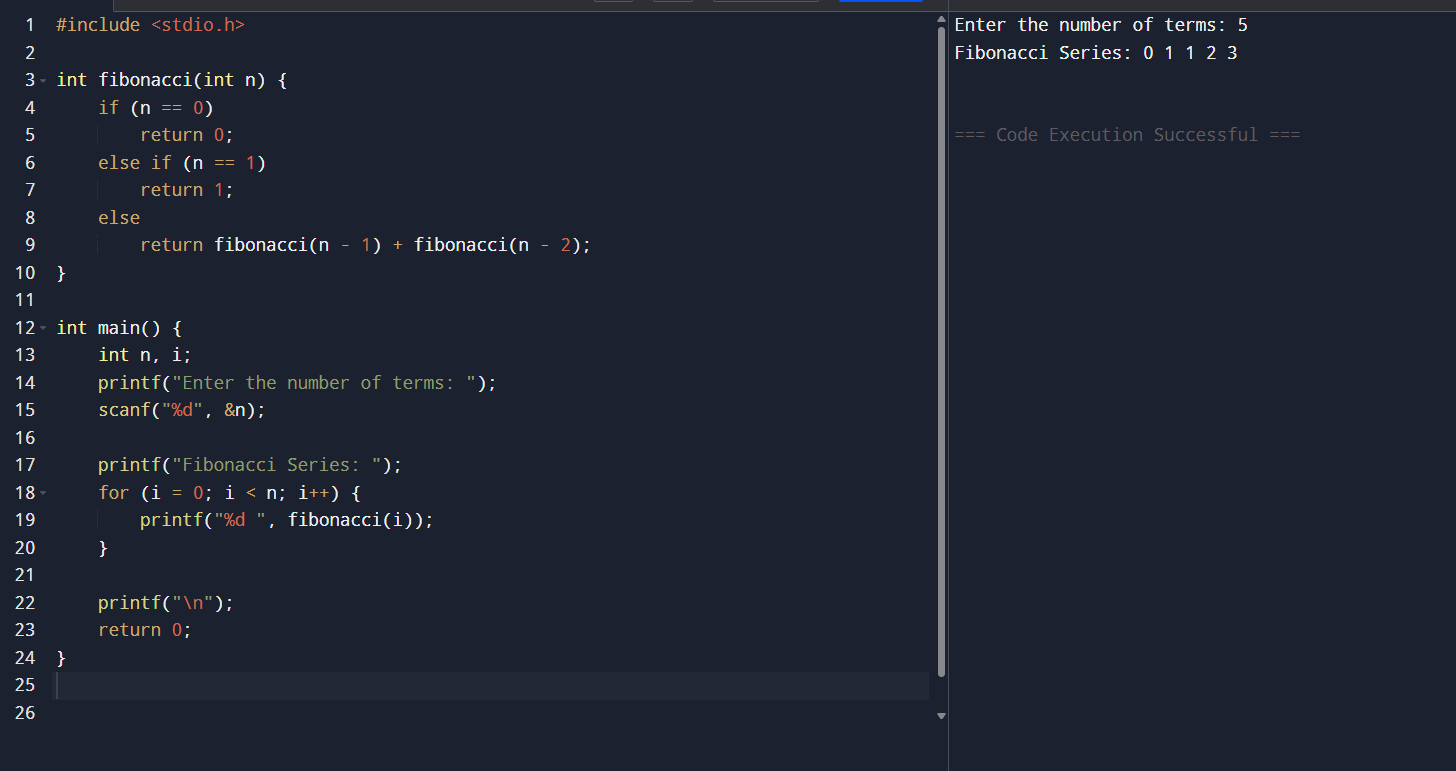 1 #include <stdio.h>
2
3 int fibonacci(int n) {
4     if (n == 0)
5         return 0;
6     else if (n == 1)
7         return 1;
8     else
9         return fibonacci(n - 1) + fibonacci(n - 2);
10 }
11
12 int main() {
13     int n, i;
14     printf("Enter the number of terms: ");
15     scanf("%d", &n);
16
17     printf("Fibonacci Series: ");
18     for (i = 0; i < n; i++) {
19         printf("%d ", fibonacci(i));
20     }
21
22     printf("\n");
23     return 0;
24 }
25
26
Enter the number of terms: 5
Fibonacci Series: 0 1 1 2 3
=== Code Execution Successful ===